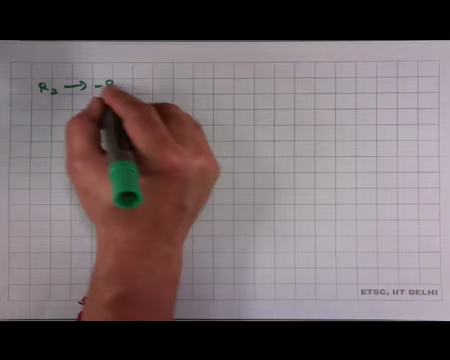 R₂ → -
ETSC, IIT DELHI